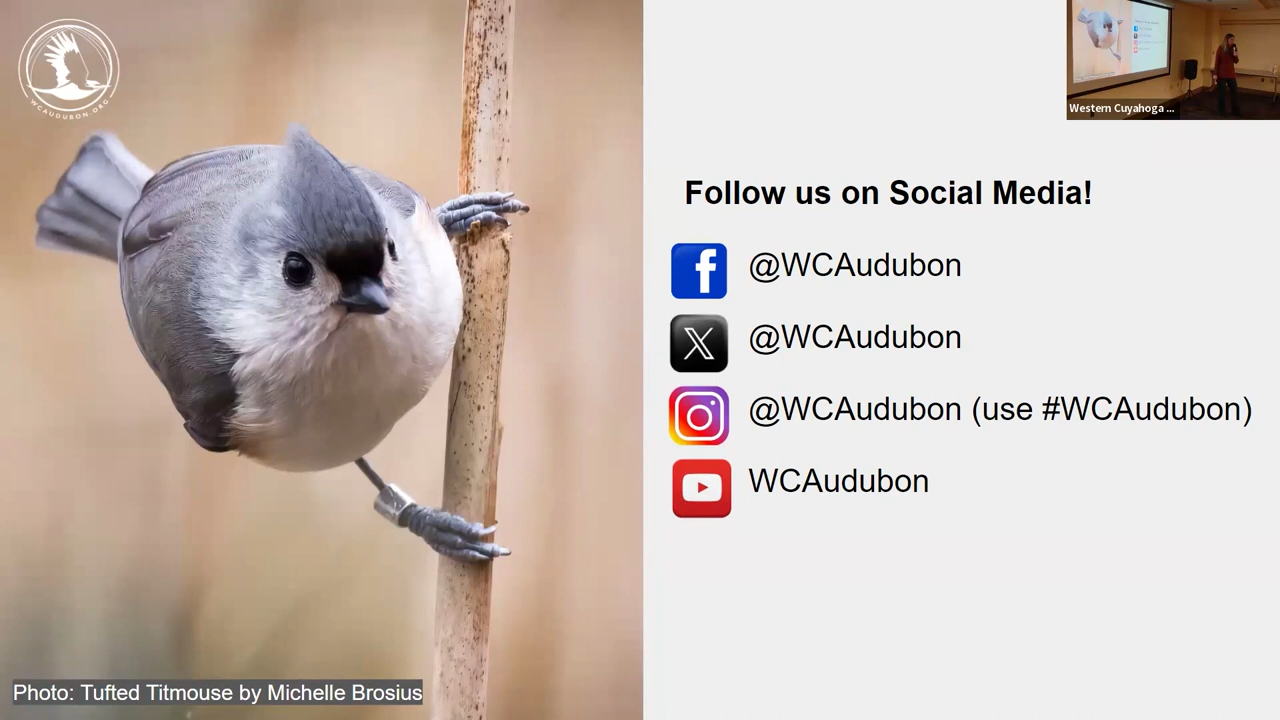 WCAUDUBON.ORG
Western Cuyahoga ...
Follow us on Social Media!
@WCAudubon
@WCAudubon
@WCAudubon (use #WCAudubon)
WCAudubon
Photo: Tufted Titmouse by Michelle Brosius